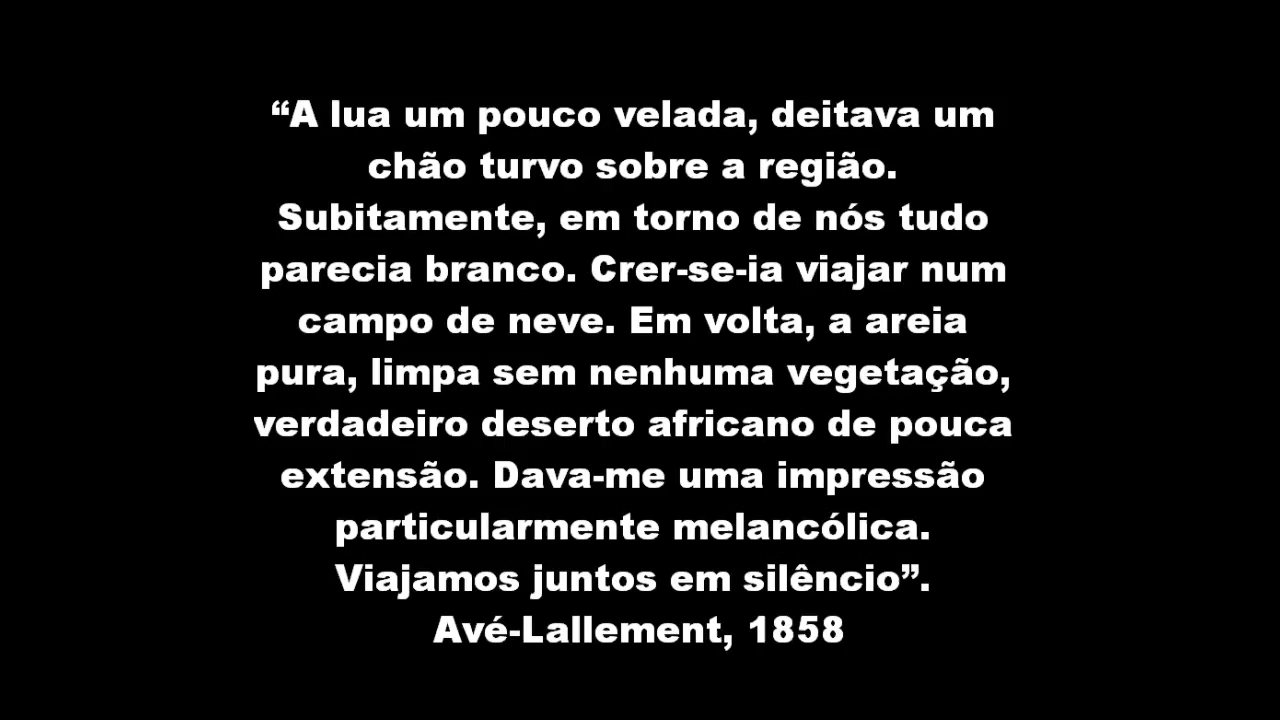 “A lua um pouco velada, deitava um
chão turvo sobre a região.
Subitamente, em torno de nós tudo
parecia branco. Crer-se-ia viajar num
campo de neve. Em volta, a areia
pura, limpa sem nenhuma vegetação,
verdadeiro deserto africano de pouca
extensão. Dava-me uma impressão
particularmente melancólica.
Viajamos juntos em silêncio”.
Avé-Lallement, 1858